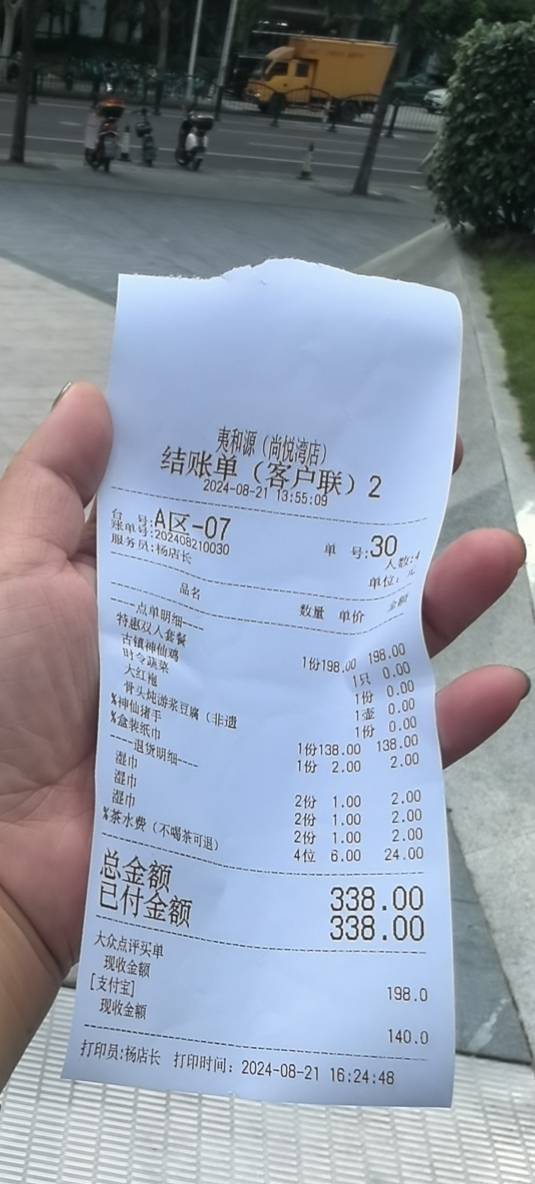 夷和源（尚悦湾店）
结账单（客户联）2
2024-08-21 13:55:09
台 号:A区-07 单 号:30
账单号:202408210030 人数:4
服务员:杨店长 单位: 元
品名 数量 单价 金额
----点单明细----
特惠双人套餐 1份198.00 198.00
古镇神仙鸡 1只 0.00
时令蔬菜 1份 0.00
大红袍 1壶 0.00
骨头炖游浆豆腐（非遗 1份 0.00
%神仙猪手 1份138.00 138.00
%盒装纸巾 1份 2.00 2.00
----退货明细----
湿巾 2份 1.00 2.00
湿巾 2份 1.00 2.00
湿巾 2份 1.00 2.00
%茶水费（不喝茶可退） 4位 6.00 24.00
总金额 338.00
已付金额 338.00
大众点评买单
现收金额 198.0
[支付宝]
现收金额 140.0
打印员:杨店长 打印时间：2024-08-21 16:24:48